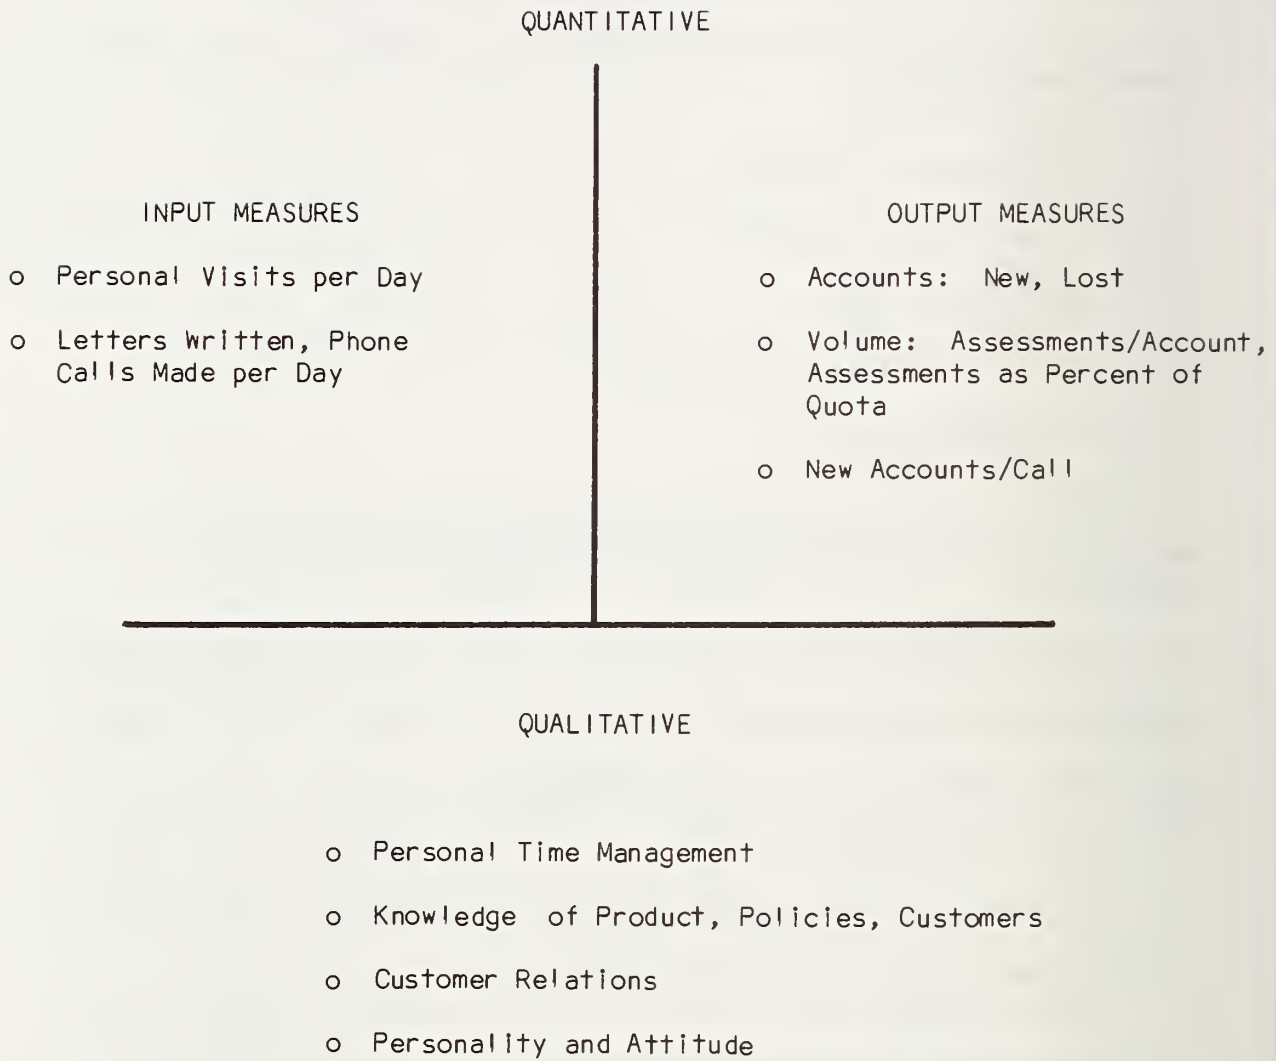 QUANTITATIVE
INPUT MEASURES
o Personal Visits per Day
o Letters Written, Phone
Calls Made per Day
OUTPUT MEASURES
o Accounts: New, Lost
o Volume: Assessments/Account,
Assessments as Percent of
Quota
o New Accounts/Call
QUALITATIVE
o Personal Time Management
o Knowledge of Product, Policies, Customers
o Customer Relations
o Personality and Attitude